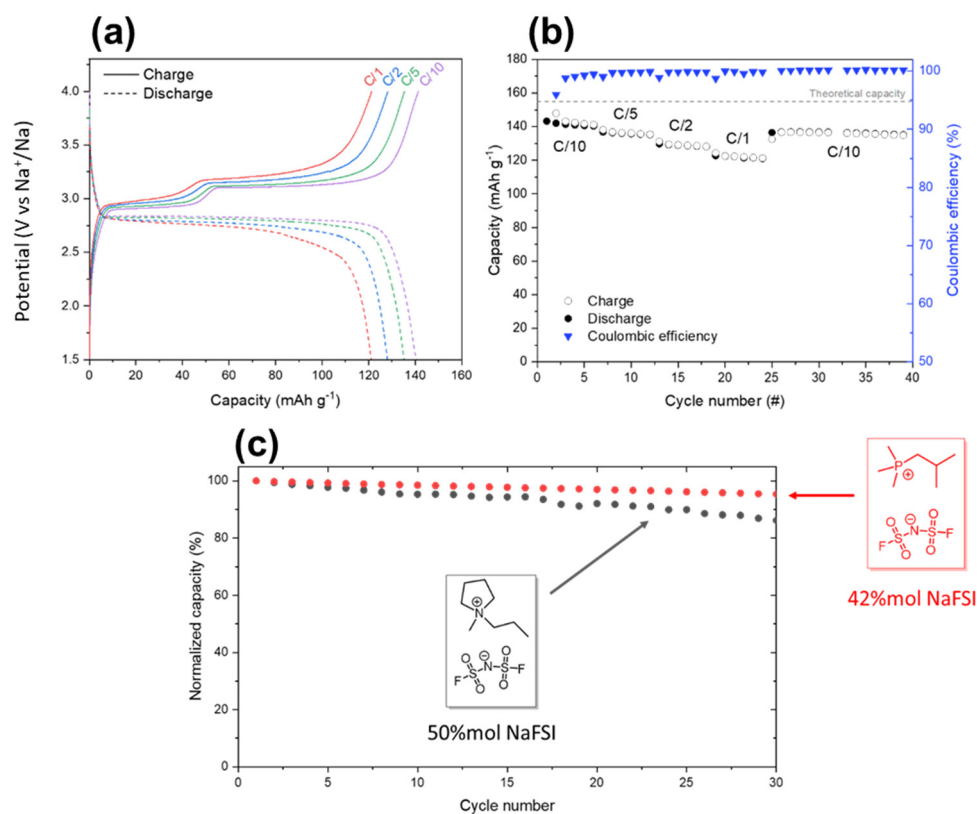 (a)
Charge
Discharge
C/1
C/2
C/5
C/10
4.0
3.5
3.0
2.5
2.0
1.5
Potential (V vs Na⁺/Na)
0
20
40
60
80
100
120
140
160
Capacity (mAh g⁻¹)
(b)
180
160
140
120
100
80
60
40
20
0
Capacity (mAh g⁻¹)
Theoretical capacity
C/10
C/5
C/2
C/1
C/10
Charge
Discharge
Coulombic efficiency
100
90
80
75
70
60
50
Coulombic efficiency (%)
0
5
10
15
20
25
30
35
40
Cycle number (#)
(c)
100
80
60
40
20
0
Normalized capacity (%)
N
⊕
O
O
⊖
F
S
N
S
F
O
O
50%mol NaFSI
0
5
10
15
20
25
30
Cycle number
P
⊕
O
O
⊖
F
S
N
S
F
O
O
42%mol NaFSI